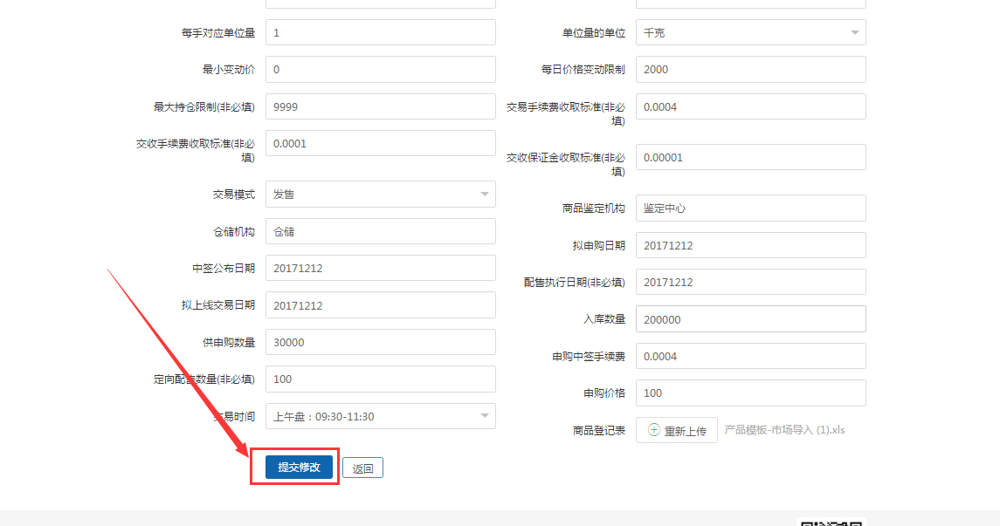 每手对应单位量 1 单位量的单位 千克
最小变动价 0 每日价格变动限制 2000
最大持仓限制(非必填) 9999 交易手续费收取标准(非必
填) 0.0004
交收手续费收取标准(非必
填) 0.0001 交收保证金收取标准(非必
填) 0.00001
交易模式 发售 商品鉴定机构 鉴定中心
仓储机构 仓储 拟申购日期 20171212
中签公布日期 20171212 配售执行日期(非必填) 20171212
拟上线交易日期 20171212 入库数量 200000
供申购数量 30000 申购中签手续费 0.0004
定向配售数量(非必填) 100 申购价格 100
交易时间 上午盘：09:30-11:30 商品登记表 重新上传 产品模板-市场导入 (1).xls
提交修改 返回